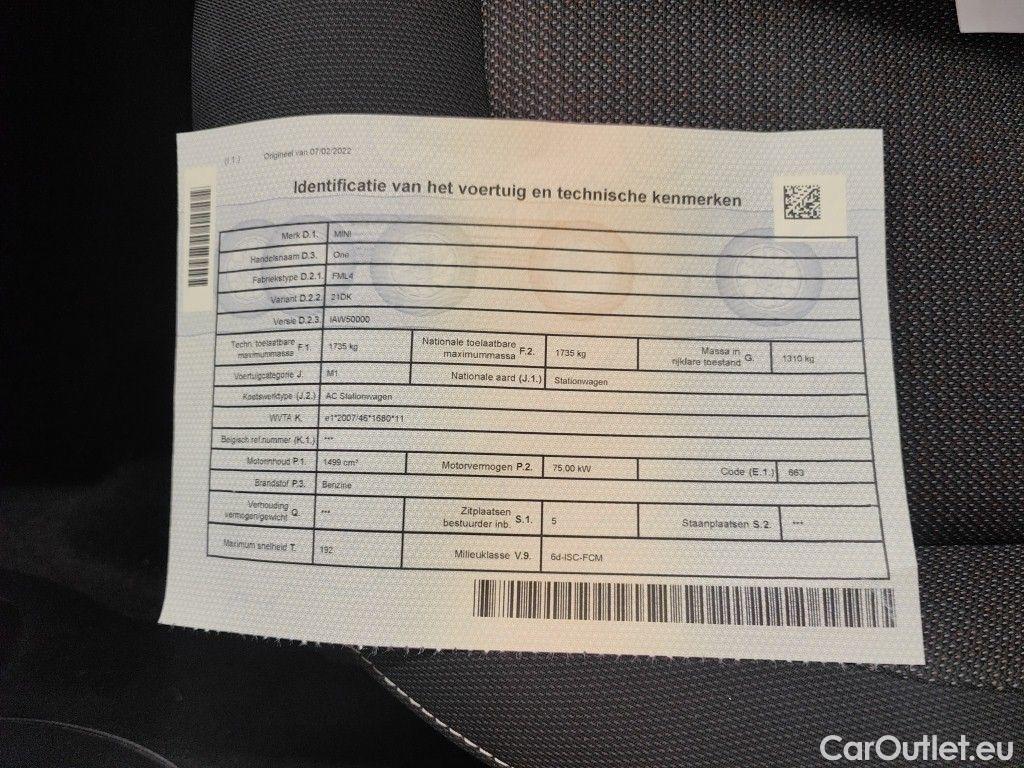 (I.1.) Origineel van 07/02/2022
Identificatie van het voertuig en technische kenmerken
Merk D.1. MINI
Handelsnaam D.3. One
Fabriekstype D.2.1. FML4
Variant D.2.2. 21DK
Versie D.2.3. IAW50000
Techn. toelaatbare maximummassa F.1. 1735 kg Nationale toelaatbare maximummassa F.2. 1735 kg Massa in rijklare toestand G. 1310 kg
Voertuigcategorie J. M1 Nationale aard (J.1.) Stationwagen
Koetswerktype (J.2.) AC Stationwagen
WVTA K. e1*2007/46*1680*11
Belgisch ref.nummer (K.1.) ***
Motorinhoud P.1. 1499 cm³ Motorvermogen P.2. 75.00 kW Code (E.1.) 663
Brandstof P.3. Benzine
Verhouding vermogen/gewicht Q. *** Zitplaatsen bestuurder inb. S.1. 5 Staanplaatsen S.2. ***
Maximum snelheid T. 192 Milieuklasse V.9. 6d-ISC-FCM
CarOutlet.eu